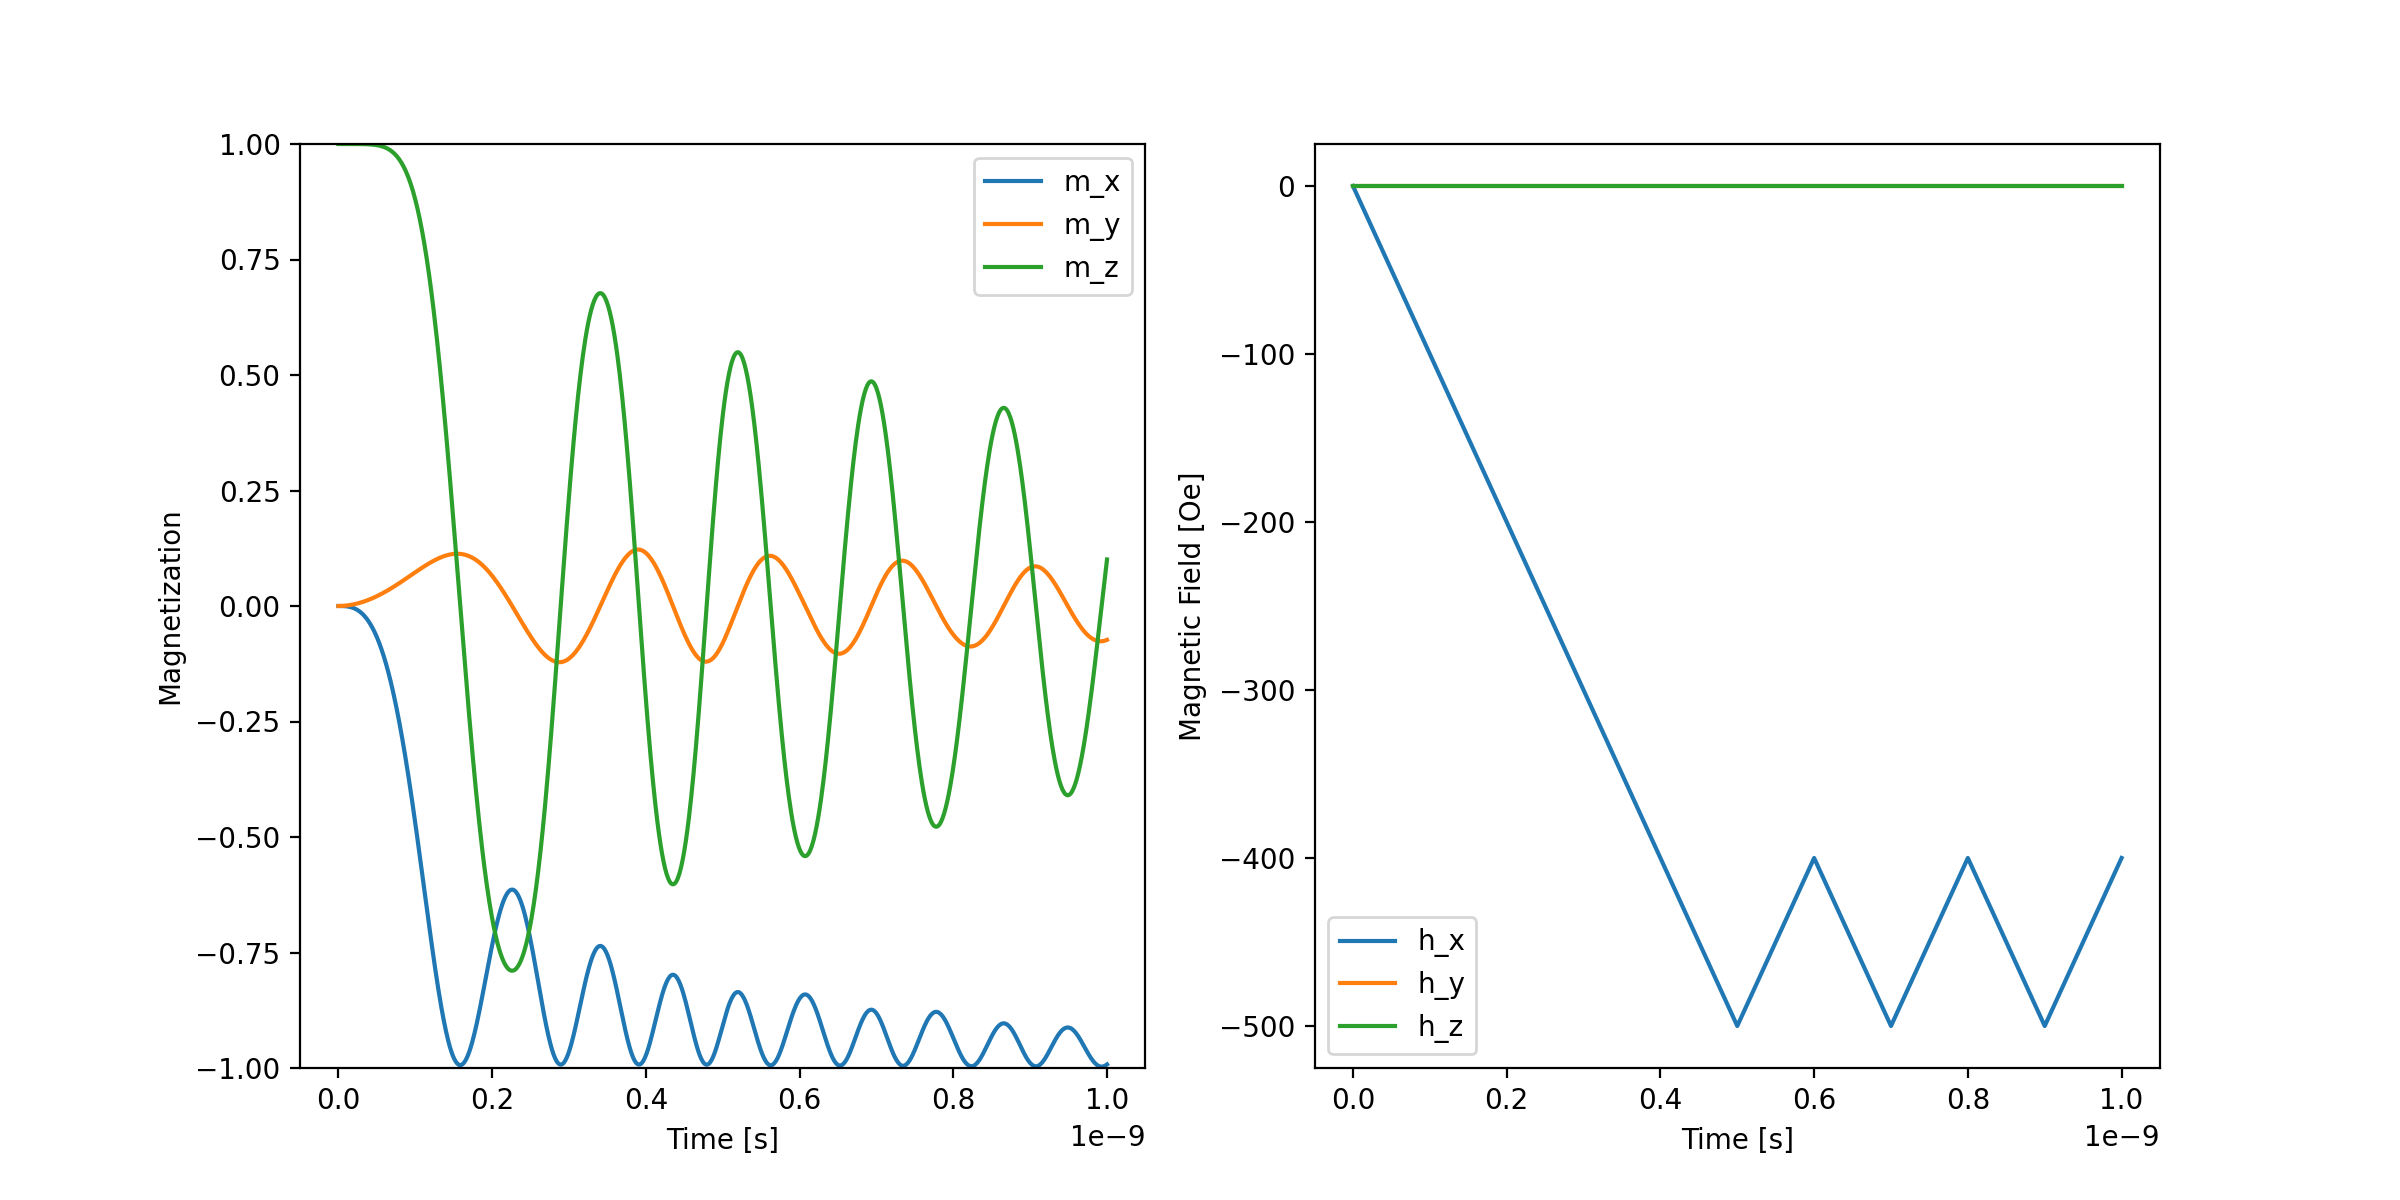 1.00
0.75
0.50
0.25
0.00
−0.25
−0.50
−0.75
−1.00
Magnetization
m_x
m_y
m_z
0.0 0.2 0.4 0.6 0.8 1.0
1e−9
Time [s]
0
−100
−200
−300
−400
−500
Magnetic Field [Oe]
h_x
h_y
h_z
0.0 0.2 0.4 0.6 0.8 1.0
1e−9
Time [s]